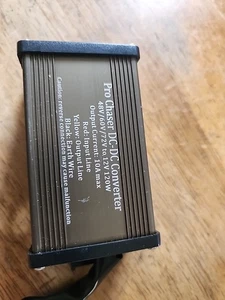 Pro Chaser DC-DC Converter
48V/60V/72V to 12V 120W
Output Current: 10A max
Red: Input Line
Yellow: Output Line
Black: Earth Wire
Caution: reverse connection may cause malfunction